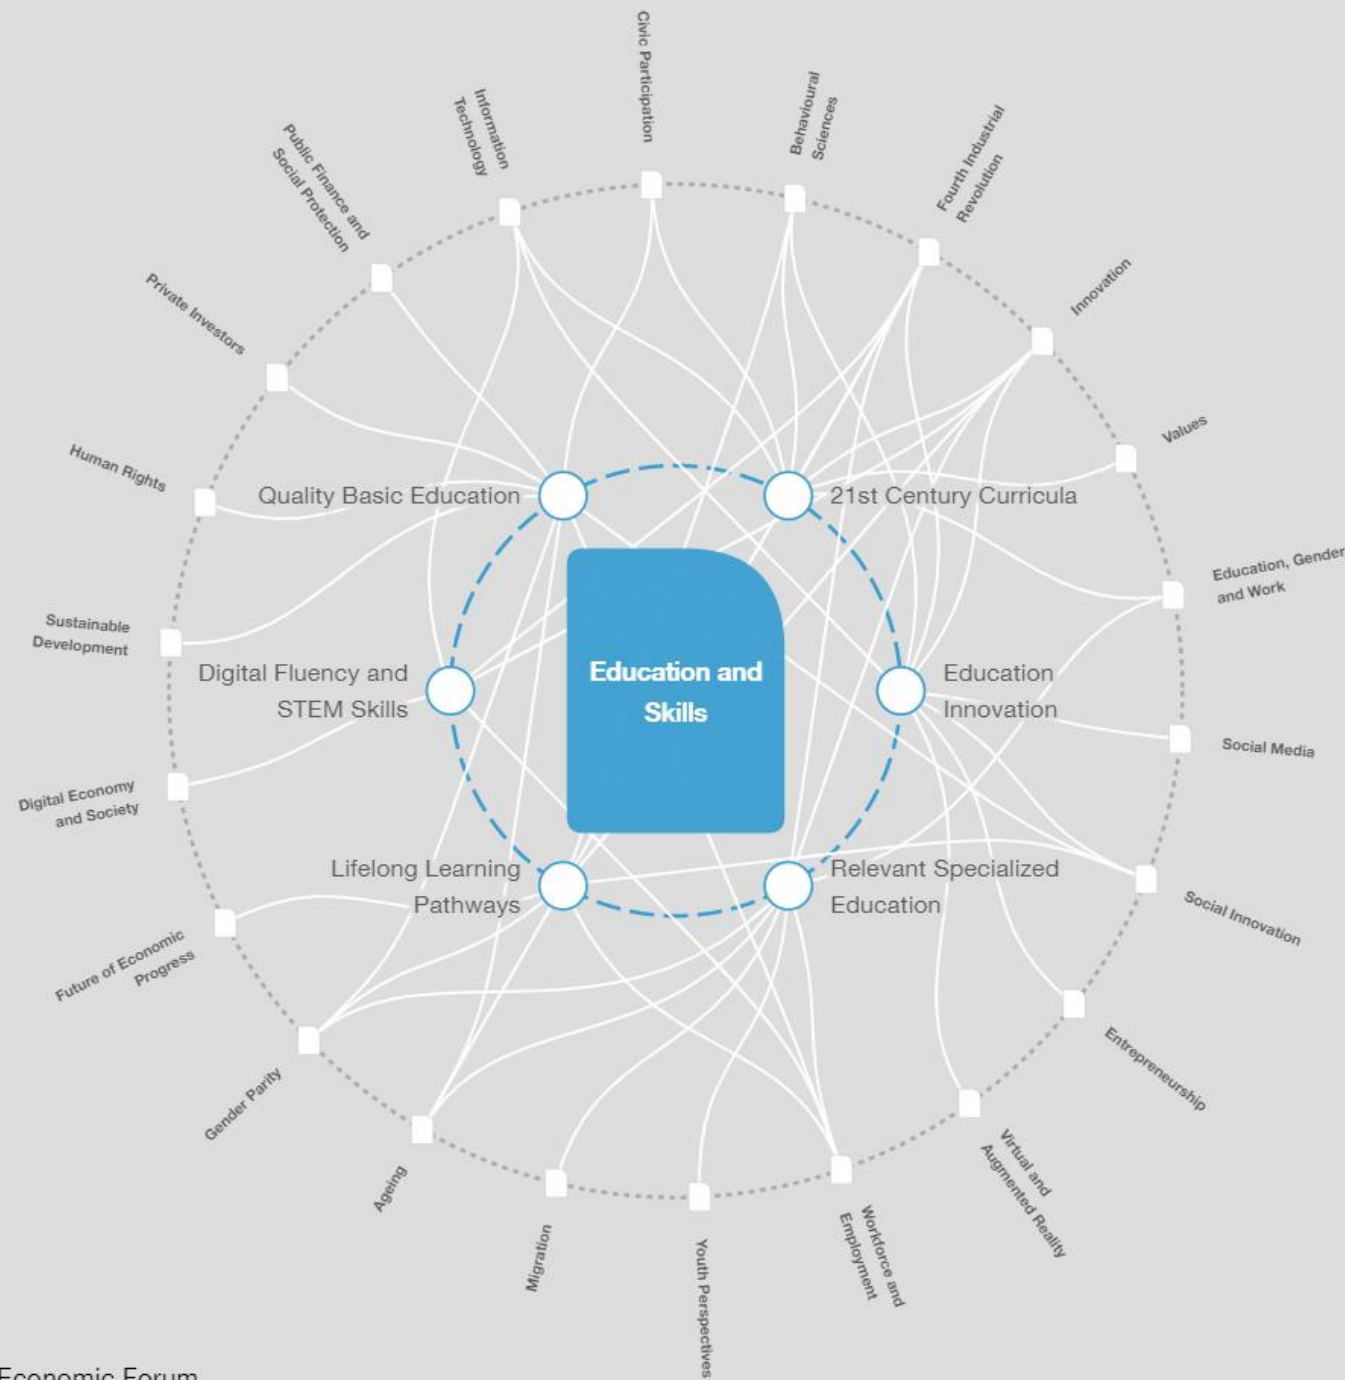 Civic Participation
Behavioural
Sciences
Fourth Industrial
Revolution
Innovation
Values
Education, Gender
and Work
Social Media
Social Innovation
Entrepreneurship
Virtual and
Augmented Reality
Workforce and
Employment
Youth Perspectives
Migration
Ageing
Gender Parity
Future of Economic
Progress
Digital Economy
and Society
Sustainable
Development
Human Rights
Private Investors
Public Finance and
Social Protection
Information
Technology
Quality Basic Education
21st Century Curricula
Digital Fluency and
STEM Skills
Education and
Skills
Education
Innovation
Lifelong Learning
Pathways
Relevant Specialized
Education
Economic Forum